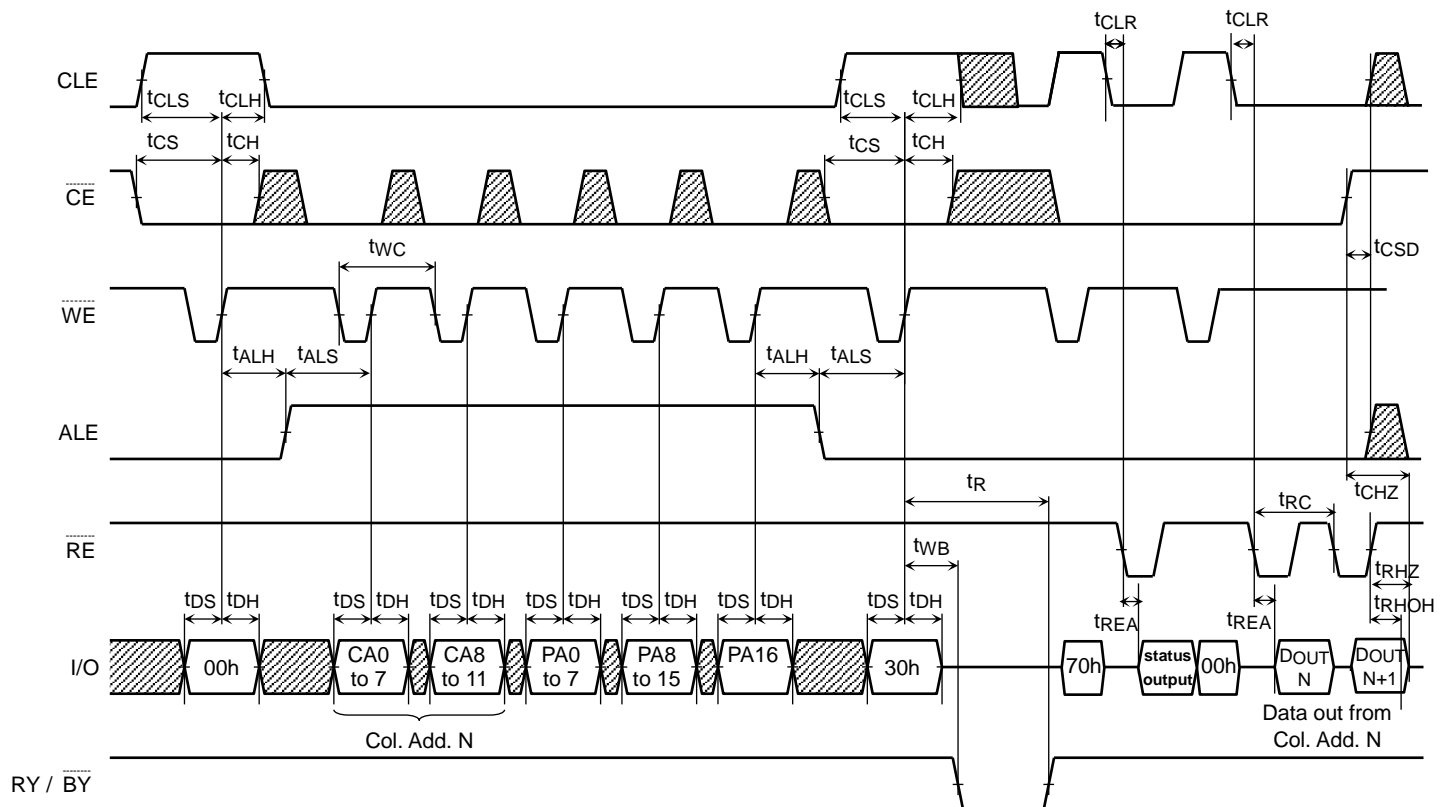 tCLR tCLR
CLE
tCLS tCLH tCLS tCLH
tCS tCH tCS tCH
CE
tCSD
tWC
WE
tALH tALS tALH tALS
ALE
tR tCHZ
tRC
RE
tWB
tRHZ
tDS tDH tDS tDH tDS tDH tDS tDH tDS tDH tDS tDH tDS tDH tREA tREA tRHOH
I/O
00h
CA0
to 7
CA8
to 11
PA0
to 7
PA8
to 15
PA16
30h
70h
status
output
00h
DOUT
N
DOUT
N+1
Col. Add. N
Data out from
Col. Add. N
RY / BY